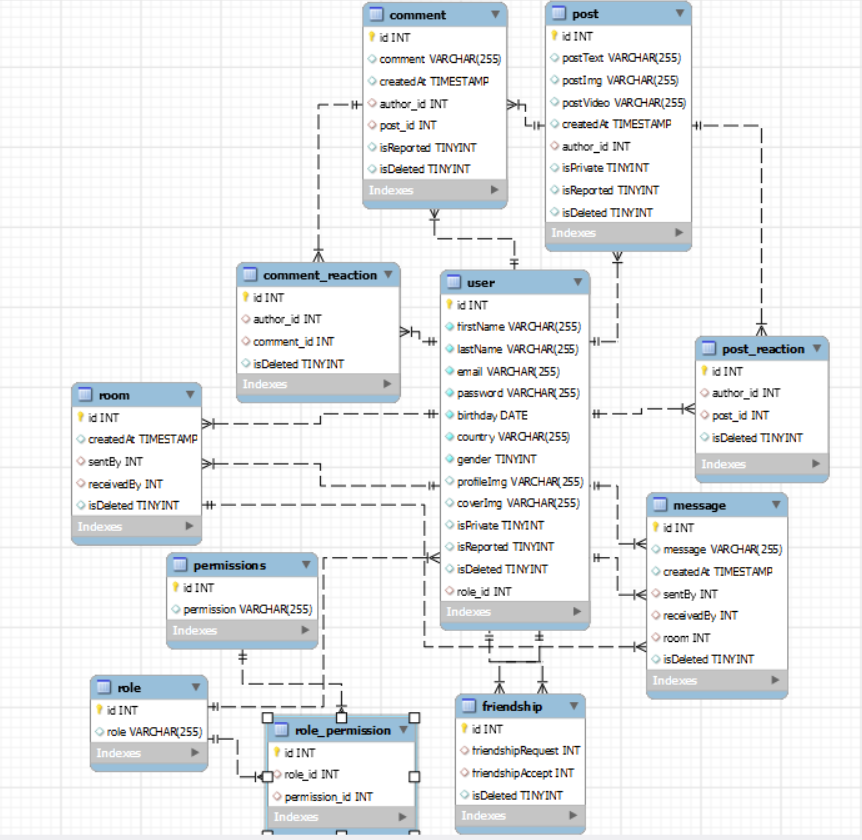 comment
id INT
comment VARCHAR(255)
createdAt TIMESTAMP
author_id INT
post_id INT
isReported TINYINT
isDeleted TINYINT
Indexes
post
id INT
postText VARCHAR(255)
postImg VARCHAR(255)
postVideo VARCHAR(255)
createdAt TIMESTAMP
author_id INT
isPrivate TINYINT
isReported TINYINT
isDeleted TINYINT
Indexes
comment_reaction
id INT
author_id INT
comment_id INT
isDeleted TINYINT
Indexes
user
id INT
firstName VARCHAR(255)
lastName VARCHAR(255)
email VARCHAR(255)
password VARCHAR(255)
birthday DATE
country VARCHAR(255)
gender TINYINT
profileImg VARCHAR(255)
coverImg VARCHAR(255)
isPrivate TINYINT
isReported TINYINT
isDeleted TINYINT
role_id INT
Indexes
post_reaction
id INT
author_id INT
post_id INT
isDeleted TINYINT
Indexes
room
id INT
createdAt TIMESTAMP
sentBy INT
receivedBy INT
isDeleted TINYINT
Indexes
message
id INT
message VARCHAR(255)
createdAt TIMESTAMP
sentBy INT
receivedBy INT
room INT
isDeleted TINYINT
Indexes
permissions
id INT
permission VARCHAR(255)
Indexes
role
id INT
role VARCHAR(255)
Indexes
role_permission
id INT
role_id INT
permission_id INT
Indexes
friendship
id INT
friendshipRequest INT
friendshipAccept INT
isDeleted TINYINT
Indexes